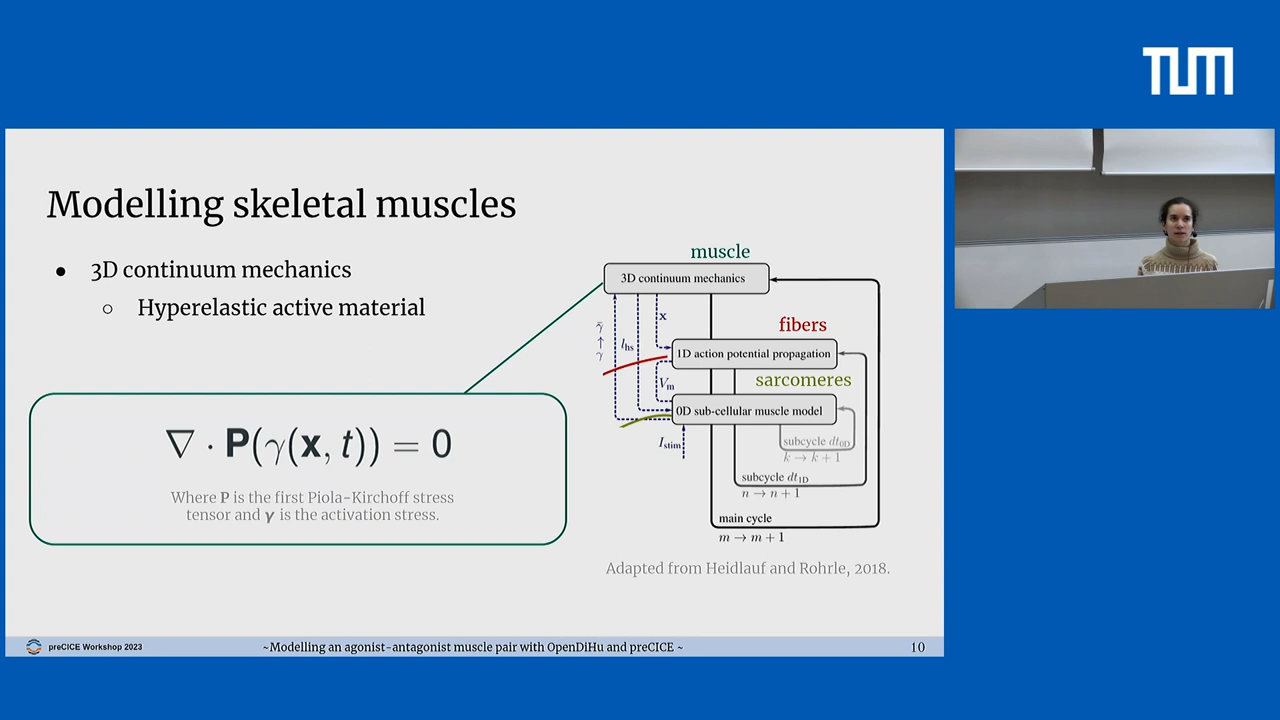 TUM
Modelling skeletal muscles
● 3D continuum mechanics
○ Hyperelastic active material
∇ · P(γ(x, t)) = 0
Where P is the first Piola-Kirchoff stress
tensor and γ is the activation stress.
muscle
3D continuum mechanics
x
fibers
γ̄
↑
γ
l_hs
1D action potential propagation
sarcomeres
V_m
0D sub-cellular muscle model
I_stim
subcycle dt_0D
k → k + 1
subcycle dt_1D
n → n + 1
main cycle
m → m + 1
Adapted from Heidlauf and Rohrle, 2018.
preCICE Workshop 2023
~Modelling an agonist-antagonist muscle pair with OpenDiHu and preCICE ~
10